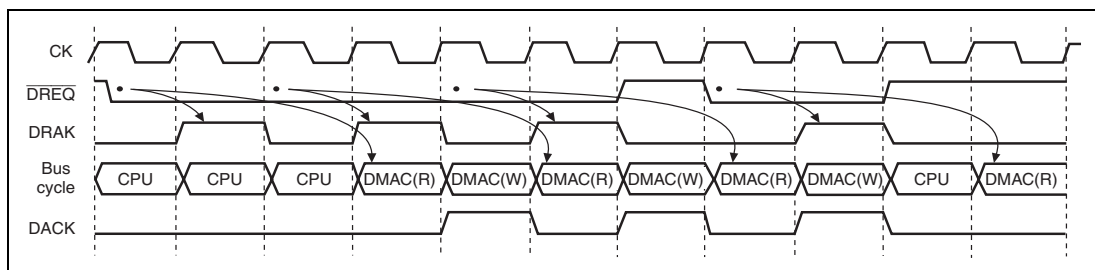 CK
DREQ
DRAK
Bus
cycle
CPU CPU CPU DMAC(R) DMAC(W) DMAC(R) DMAC(W) DMAC(R) DMAC(W) CPU DMAC(R)
DACK